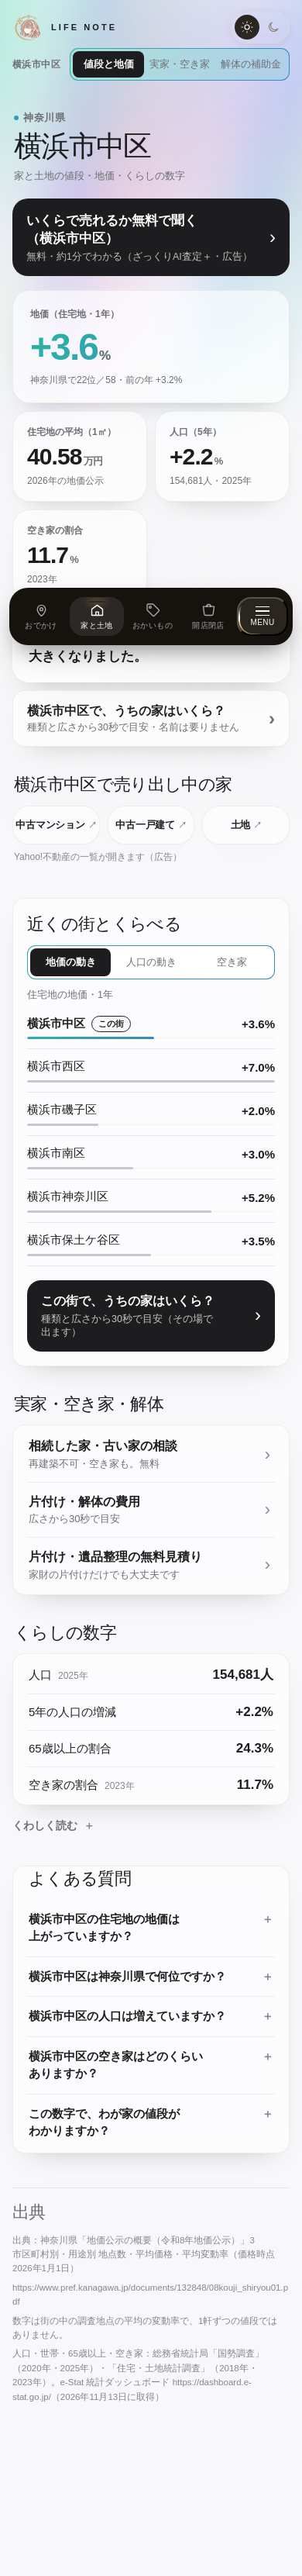 LIFE NOTE
横浜市中区
値段と地価
実家・空き家
解体の補助金
神奈川県
横浜市中区
家と土地の値段・地価・くらしの数字
いくらで売れるか無料で聞く
（横浜市中区）
無料・約1分でわかる（ざっくりAI査定＋・広告）
›
地価（住宅地・1年）
+3.6%
神奈川県で22位／58・前の年 +3.2%
住宅地の平均（1㎡）
40.58万円
2026年の地価公示
人口（5年）
+2.2%
154,681人・2025年
空き家の割合
11.7%
2023年
おでかけ
家と土地
おかいもの
開店閉店
MENU
大きくなりました。
横浜市中区で、うちの家はいくら？
種類と広さから30秒で目安・名前は要りません
›
横浜市中区で売り出し中の家
中古マンション ↗
中古一戸建て ↗
土地 ↗
Yahoo!不動産の一覧が開きます（広告）
近くの街とくらべる
地価の動き
人口の動き
空き家
住宅地の地価・1年
横浜市中区 この街 +3.6%
横浜市西区 +7.0%
横浜市磯子区 +2.0%
横浜市南区 +3.0%
横浜市神奈川区 +5.2%
横浜市保土ケ谷区 +3.5%
この街で、うちの家はいくら？
種類と広さから30秒で目安（その場で
出ます）
›
実家・空き家・解体
相続した家・古い家の相談
再建築不可・空き家も。無料
›
片付け・解体の費用
広さから30秒で目安
›
片付け・遺品整理の無料見積り
家財の片付けだけでも大丈夫です
›
くらしの数字
人口 2025年 154,681人
5年の人口の増減 +2.2%
65歳以上の割合 24.3%
空き家の割合 2023年 11.7%
くわしく読む +
よくある質問
横浜市中区の住宅地の地価は
上がっていますか？
+
横浜市中区は神奈川県で何位ですか？ +
横浜市中区の人口は増えていますか？ +
横浜市中区の空き家はどのくらい
ありますか？
+
この数字で、わが家の値段が
わかりますか？
+
出典
出典：神奈川県「地価公示の概要（令和8年地価公示）」3
市区町村別・用途別 地点数・平均価格・平均変動率（価格時点
2026年1月1日）
https://www.pref.kanagawa.jp/documents/132848/08kouji_shiryou01.p
df
数字は街の中の調査地点の平均の変動率で、1軒ずつの値段では
ありません。
人口・世帯・65歳以上・空き家：総務省統計局「国勢調査」
（2020年・2025年）・「住宅・土地統計調査」（2018年・
2023年）。e-Stat 統計ダッシュボード https://dashboard.e-
stat.go.jp/（2026年11月13日に取得）